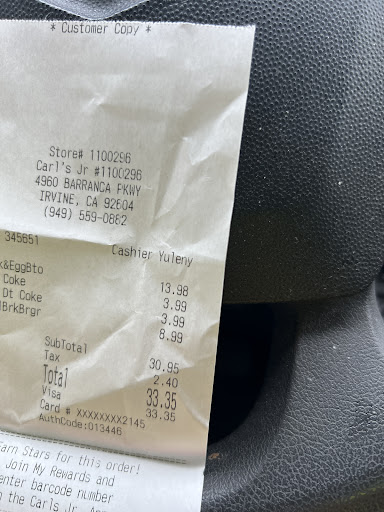 * Customer Copy *
Store# 1100296
Carl's Jr #1100296
4960 BARRANCA PKWY
IRVINE, CA 92604
(949) 559-0882
345651 Cashier Yuleny
k&EggBto 13.98
Coke 3.99
Dt Coke 3.99
BrkBrgr 8.99
SubTotal 30.95
Tax 2.40
Total 33.35
Visa 33.35
Card # XXXXXXXX2145
AuthCode:013446
arn Stars for this order!
Join My Rewards and
enter barcode number
the Carls Jr.